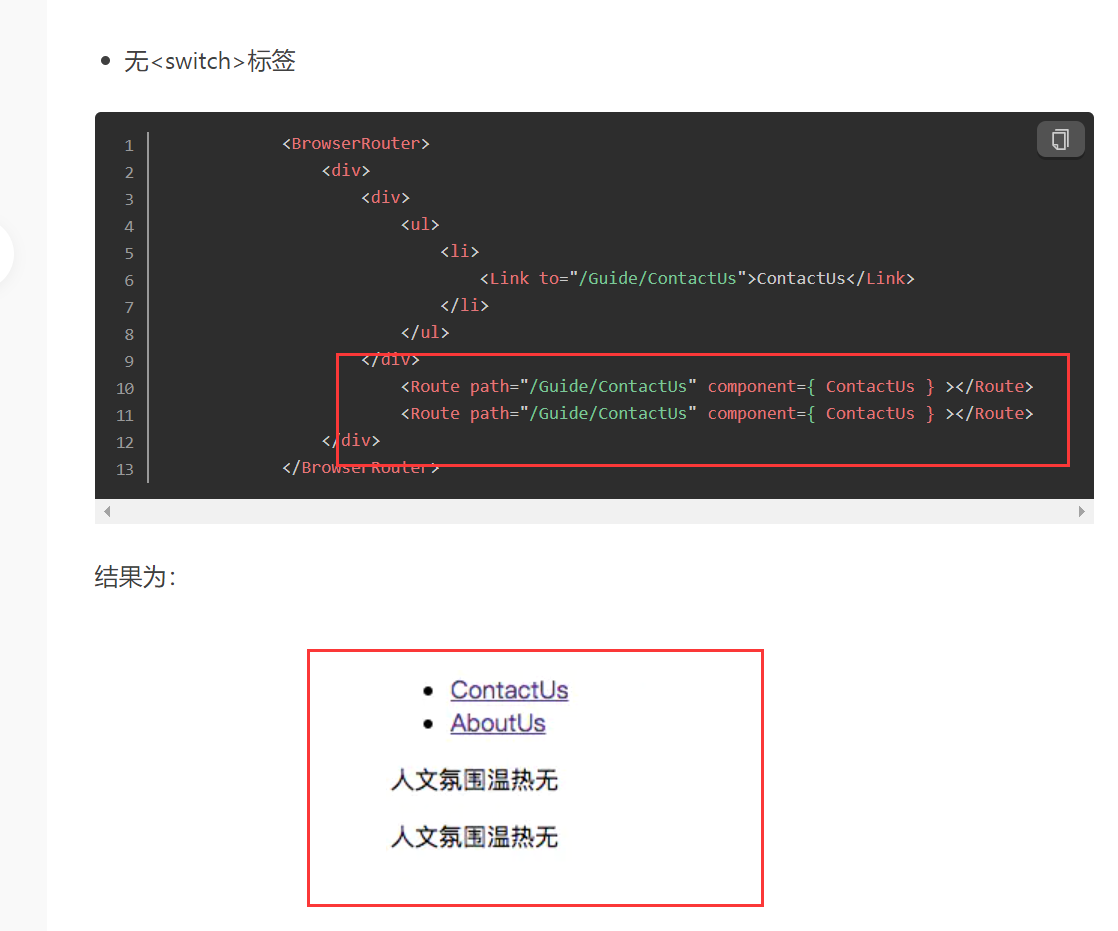 无<switch>标签
1 <BrowserRouter>
2 <div>
3 <div>
4 <ul>
5 <li>
6 <Link to="/Guide/ContactUs">ContactUs</Link>
7 </li>
8 </ul>
9 </div>
10 <Route path="/Guide/ContactUs" component={ ContactUs } ></Route>
11 <Route path="/Guide/ContactUs" component={ ContactUs } ></Route>
12 </div>
13 </BrowserRouter>
结果为：
ContactUs
AboutUs
人文氛围温热无
人文氛围温热无